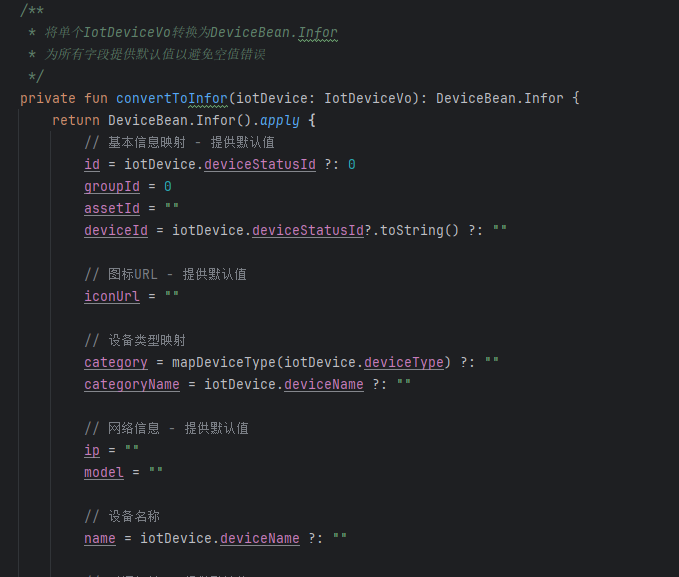 /**
 * 将单个IotDeviceVo转换为DeviceBean.Infor
 * 为所有字段提供默认值以避免空值错误
 */
private fun convertToInfor(iotDevice: IotDeviceVo): DeviceBean.Infor {
    return DeviceBean.Infor().apply {
        // 基本信息映射 - 提供默认值
        id = iotDevice.deviceStatusId ?: 0
        groupId = 0
        assetId = ""
        deviceId = iotDevice.deviceStatusId?.toString() ?: ""
        // 图标URL - 提供默认值
        iconUrl = ""
        // 设备类型映射
        category = mapDeviceType(iotDevice.deviceType) ?: ""
        categoryName = iotDevice.deviceName ?: ""
        // 网络信息 - 提供默认值
        ip = ""
        model = ""
        // 设备名称
        name = iotDevice.deviceName ?: ""